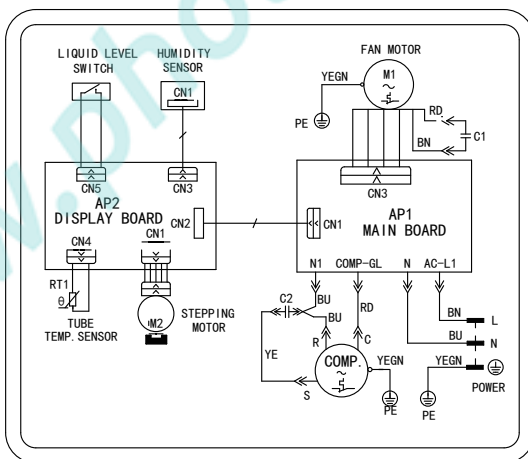 LIQUID LEVEL
SWITCH
HUMIDITY
SENSOR
FAN MOTOR
CN1
YEGN
M1
~
PE
RD.
BN
C1
CN5
CN3
CN3
AP2
DISPLAY BOARD
CN2
CN1
AP1
MAIN BOARD
CN4
CN1
RT1
θ
TUBE
TEMP. SENSOR
M2
STEPPING
MOTOR
N1
COMP-GL
N
AC-L1
C2
BU
BU
RD
BN
L
BU
N
YE
R
C
COMP.
~
YEGN
YEGN
S
PE
PE
POWER
www.pho